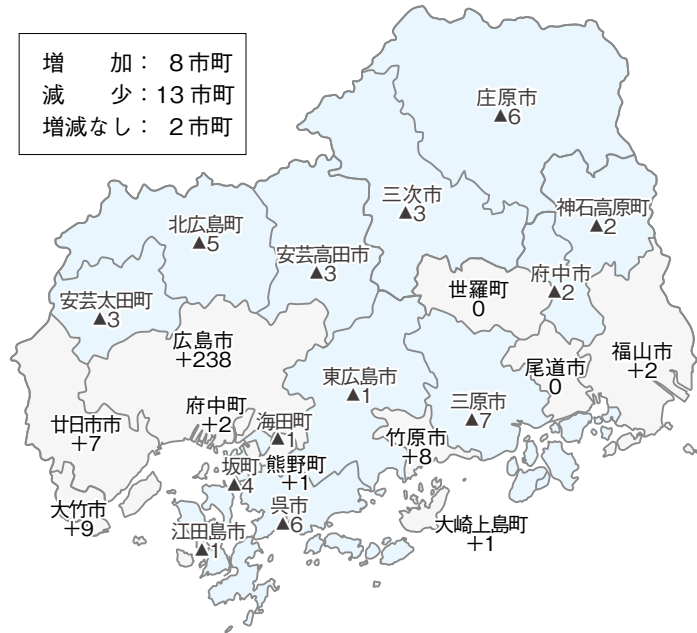 増　加： 8市町
減　少：13市町
増減なし： 2市町
庄原市
▲6
三次市
▲3
神石高原町
▲2
北広島町
▲5
安芸高田市
▲3
府中市
▲2
世羅町
0
安芸太田町
▲3
広島市
+238
福山市
+2
尾道市
0
東広島市
▲1
三原市
▲7
府中町
+2
海田町
▲1
廿日市市
+7
竹原市
+8
熊野町
+1
坂町
▲4
大竹市
+9
呉市
▲6
江田島市
▲1
大崎上島町
+1